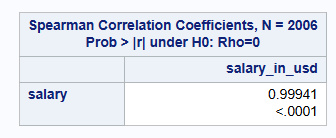 Spearman Correlation Coefficients, N = 2006
Prob > |r| under H0: Rho=0
salary_in_usd
salary 0.99941
<.0001